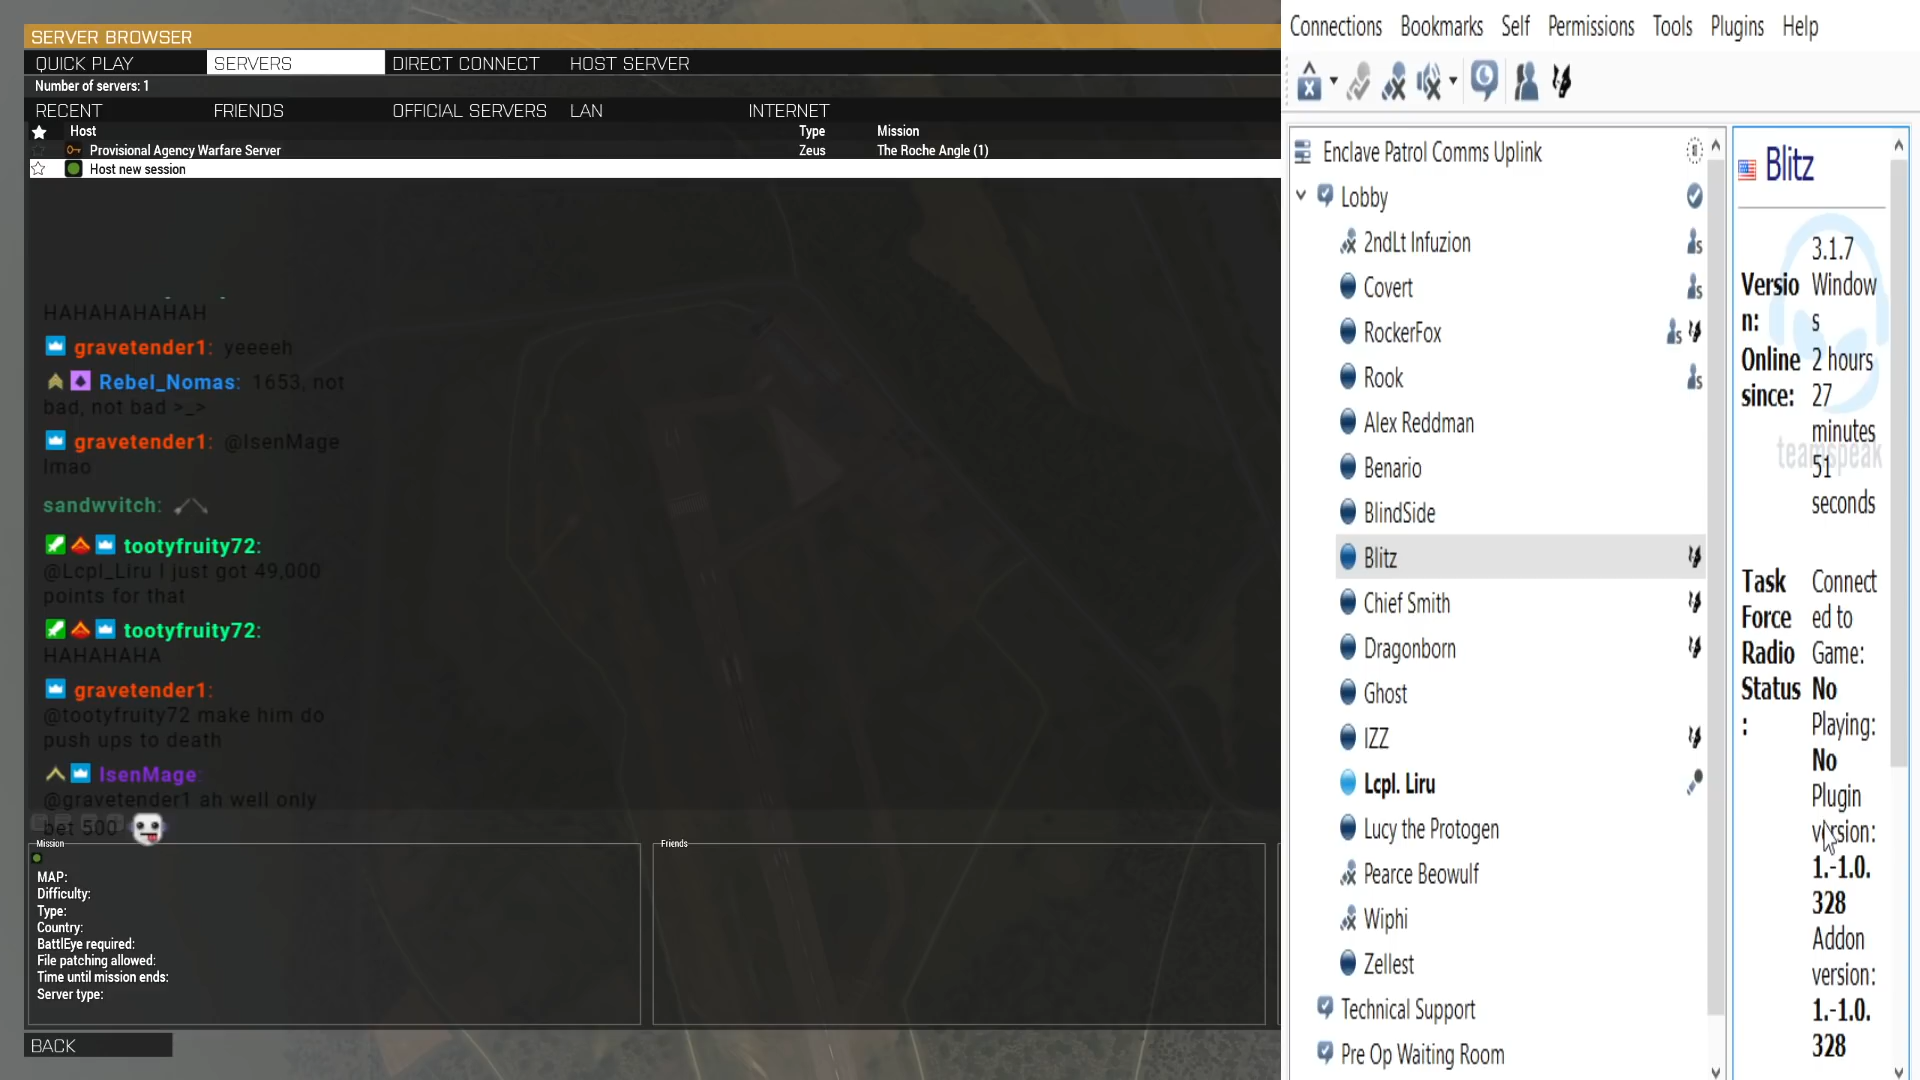 SERVER BROWSER
QUICK PLAY SERVERS DIRECT CONNECT HOST SERVER
Number of servers: 1
RECENT FRIENDS OFFICIAL SERVERS LAN INTERNET
Host Type Mission
Provisional Agency Warfare Server Zeus The Roche Angle (1)
Host new session
HAHAHAHAHAH
gravetender1: yeeeeh
Rebel_Nomas: 1653, not
bad, not bad >_>
gravetender1: @IsenMage
lmao
sandwvitch:
tootyfruity72:
@Lcpl_Liru I just got 49,000
points for that
tootyfruity72:
HAHAHAHA
gravetender1:
@tootyfruity72 make him do
push ups to death
IsenMage:
@gravetender1 ah well only
bet 500
Mission
MAP:
Difficulty:
Type:
Country:
BattlEye required:
File patching allowed:
Time until mission ends:
Server type:
Friends
BACK
Connections Bookmarks Self Permissions Tools Plugins Help
Enclave Patrol Comms Uplink
Lobby
2ndLt Infuzion
Covert
RockerFox
Rook
Alex Reddman
Benario
BlindSide
Blitz
Chief Smith
Dragonborn
Ghost
IZZ
Lcpl. Liru
Lucy the Protogen
Pearce Beowulf
Wiphi
Zellest
Technical Support
Pre Op Waiting Room
Blitz
3.1.7
Versio Window
n: s
Online 2 hours
since: 27
minutes
teamspeak
51
seconds
Task Connect
Force ed to
Radio Game:
Status No
: Playing:
No
Plugin
version:
1.-1.0.
328
Addon
version:
1.-1.0.
328